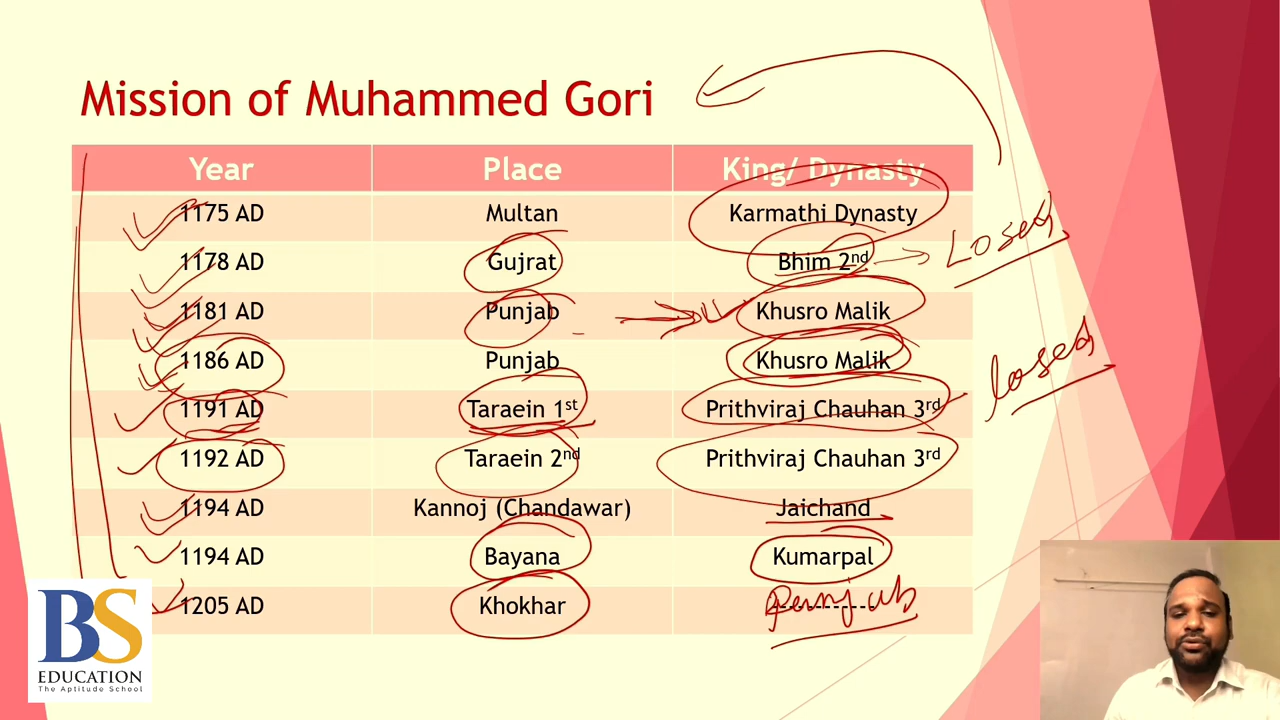 Mission of Muhammed Gori
Year Place King/ Dynasty
1175 AD Multan Karmathi Dynasty
1178 AD Gujrat Bhim 2nd → Loses
1181 AD Punjab Khusro Malik
1186 AD Punjab Khusro Malik
loses
1191 AD Taraein 1st Prithviraj Chauhan 3rd
1192 AD Taraein 2nd Prithviraj Chauhan 3rd
1194 AD Kannoj (Chandawar) Jaichand
1194 AD Bayana Kumarpal
1205 AD Khokhar Punjab
BS
EDUCATION
The Aptitude School